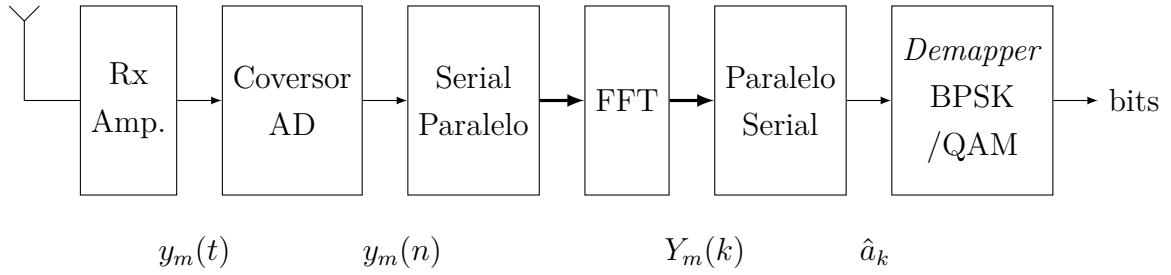 Rx
Amp.
Coversor
AD
Serial
Paralelo
FFT
Paralelo
Serial
Demapper
BPSK
/QAM
bits
y_m(t)
y_m(n)
Y_m(k)
â_k